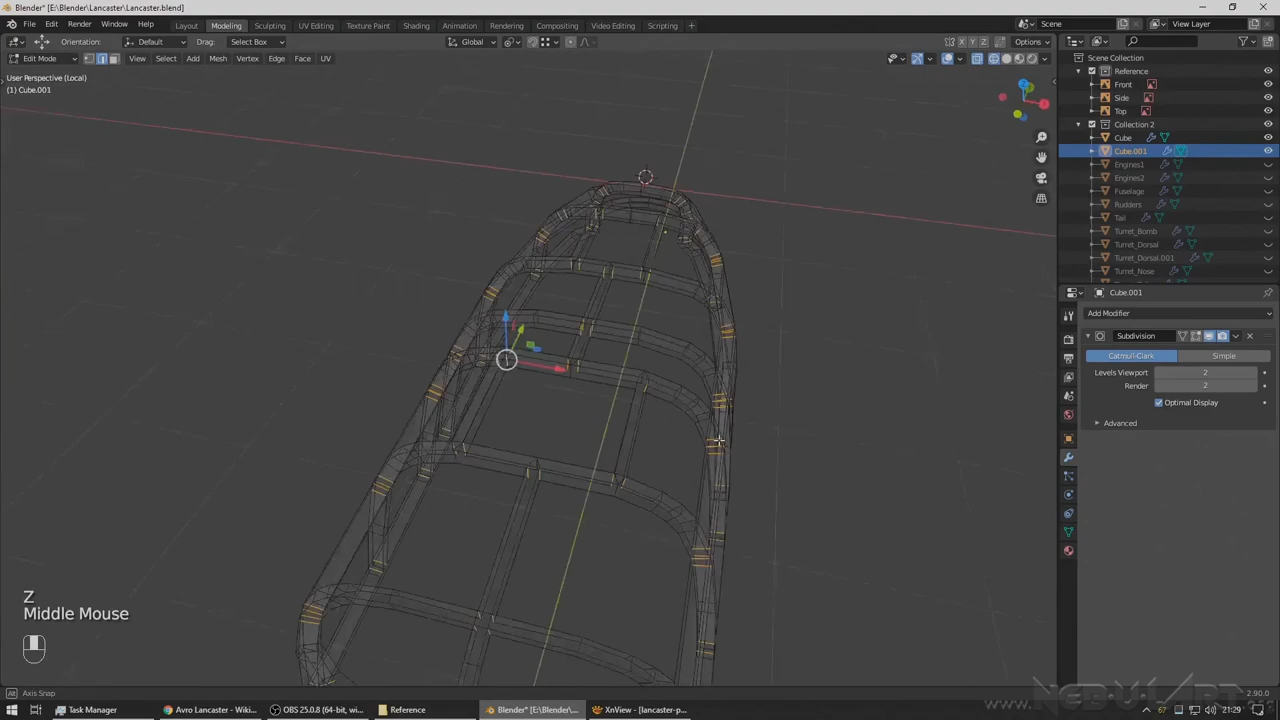 Blender* [E:\Blender\Lancaster\Lancaster.blend]
File Edit Render Window Help Layout Modeling Sculpting UV Editing Texture Paint Shading Animation Rendering Compositing Video Editing Scripting Scene View Layer
Orientation: Default Drag: Select Box Global X Y Z Options
Edit Mode View Select Add Mesh Vertex Edge Face UV
User Perspective (Local)
(1) Cube.001
Scene Collection
Reference
Front
Side
Top
Collection 2
Cube
Cube.001
Engines1
Engines2
Fuselage
Rudders
Tail
Turret_Bomb
Turret_Dorsal
Turret_Dorsal.001
Turret_Nose
Cube.001
Add Modifier
Subdivision
Catmull-Clark Simple
Levels Viewport 2
Render 2
Optimal Display
Advanced
Z
Middle Mouse
Axis Snap 2.90.0
NEBULART
www.
Task Manager Avro Lancaster - Wiki... OBS 25.0.8 (64-bit, wi... Reference Blender* [E:\Blender\... XnView - [lancaster-p... 67 21:29